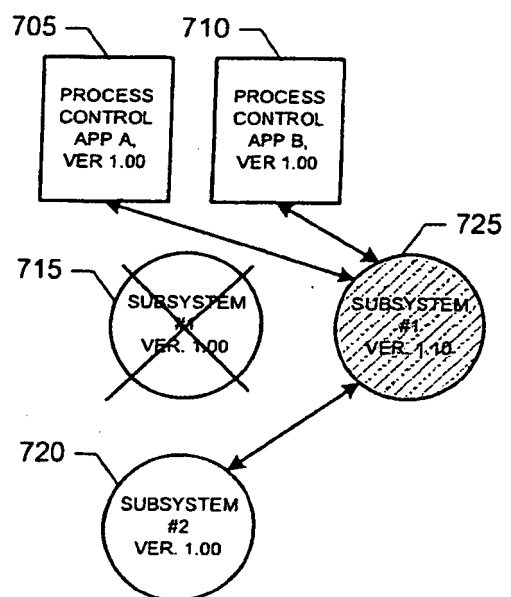 705
710
PROCESS
CONTROL
APP A,
VER 1.00
PROCESS
CONTROL
APP B,
VER 1.00
725
715
SUBSYSTEM
#1
VER. 1.00
SUBSYSTEM
#1
VER. 1.10
720
SUBSYSTEM
#2
VER. 1.00